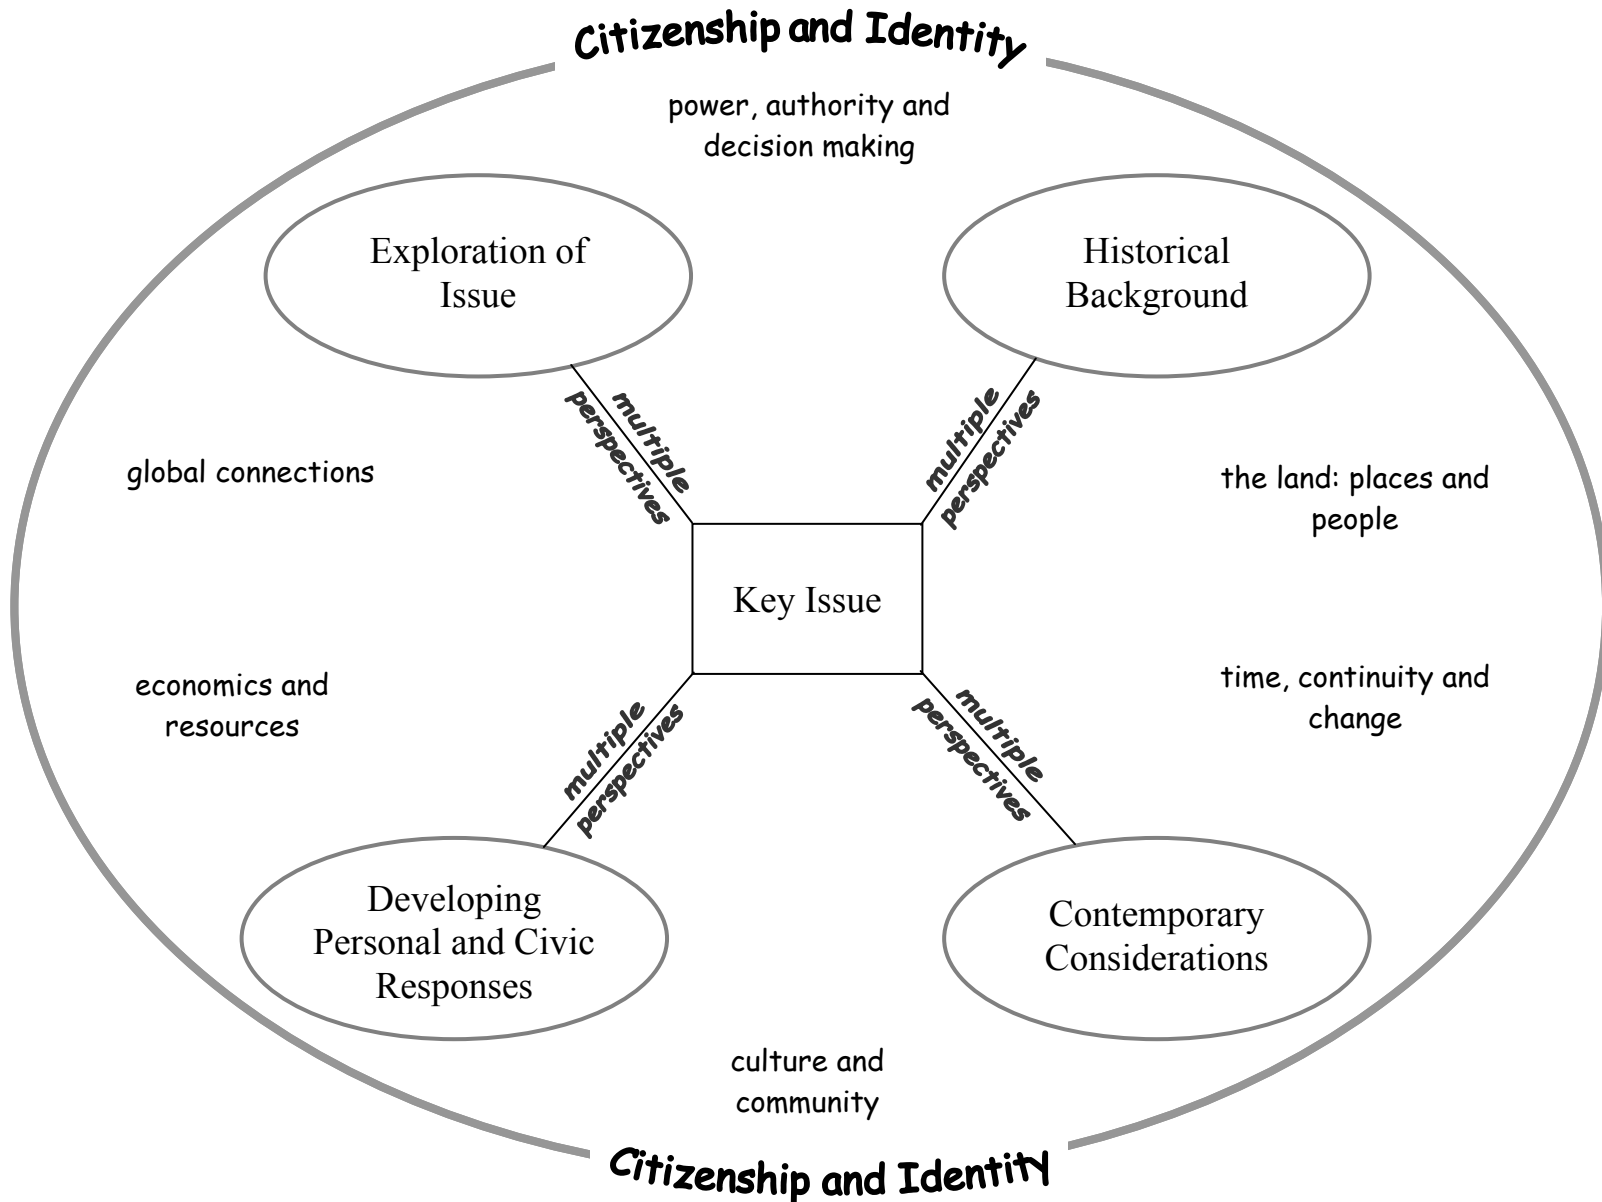 Citizenship and Identity
power, authority and
decision making
Exploration of
Issue
Historical
Background
multiple
perspectives
multiple
perspectives
global connections
the land: places and
people
Key Issue
economics and
resources
time, continuity and
change
multiple
perspectives
multiple
perspectives
Developing
Personal and Civic
Responses
Contemporary
Considerations
culture and
community
Citizenship and Identity